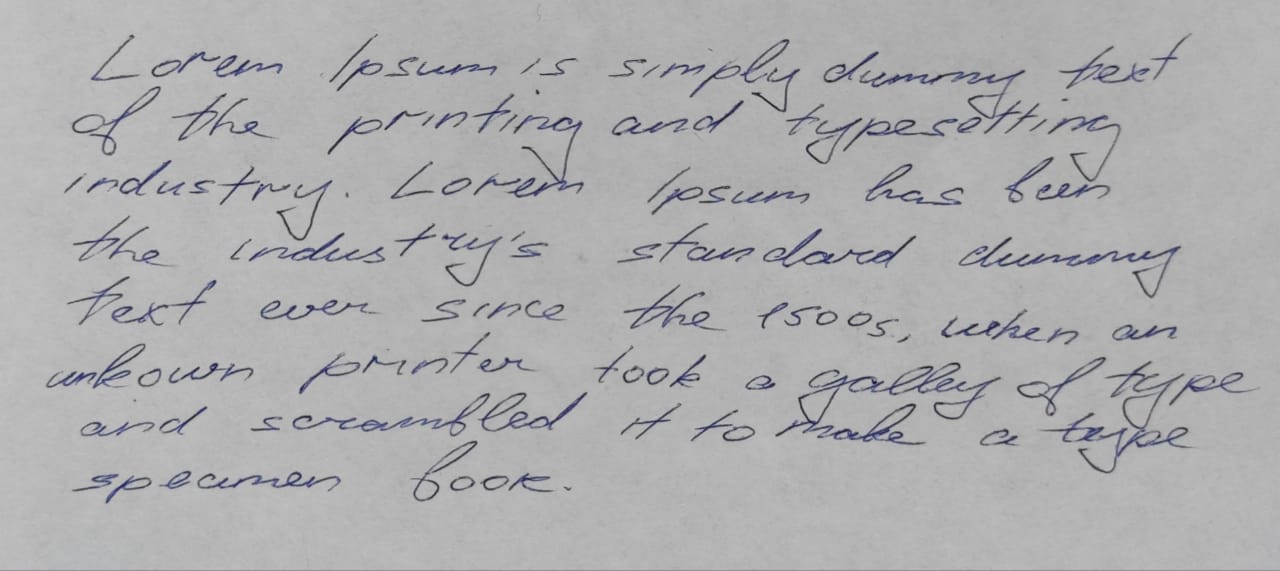 Lorem Ipsum is simply dummy text
of the printing and typesetting
industry. Lorem Ipsum has been
the industry's standard dummy
text ever since the 1500s, when an
unkown printer took a galley of type
and scrambled it to make a type
specimen book.